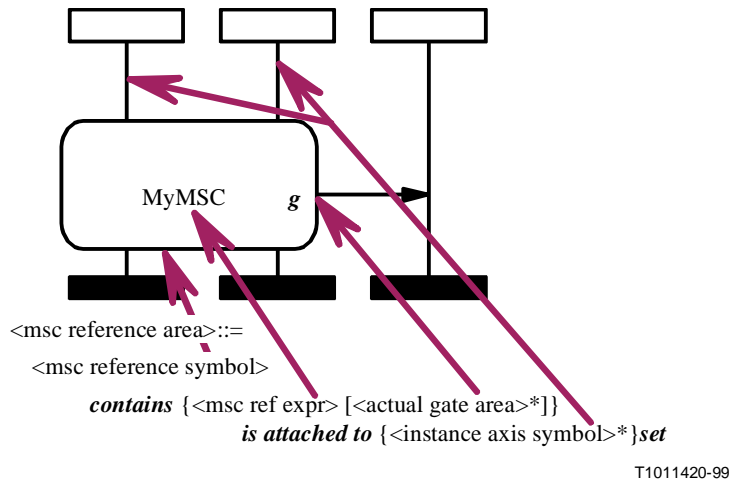 MyMSC g
<msc reference area>::=
<msc reference symbol>
contains {<msc ref expr> [<actual gate area>*]}
is attached to {<instance axis symbol>*}set
T1011420-99